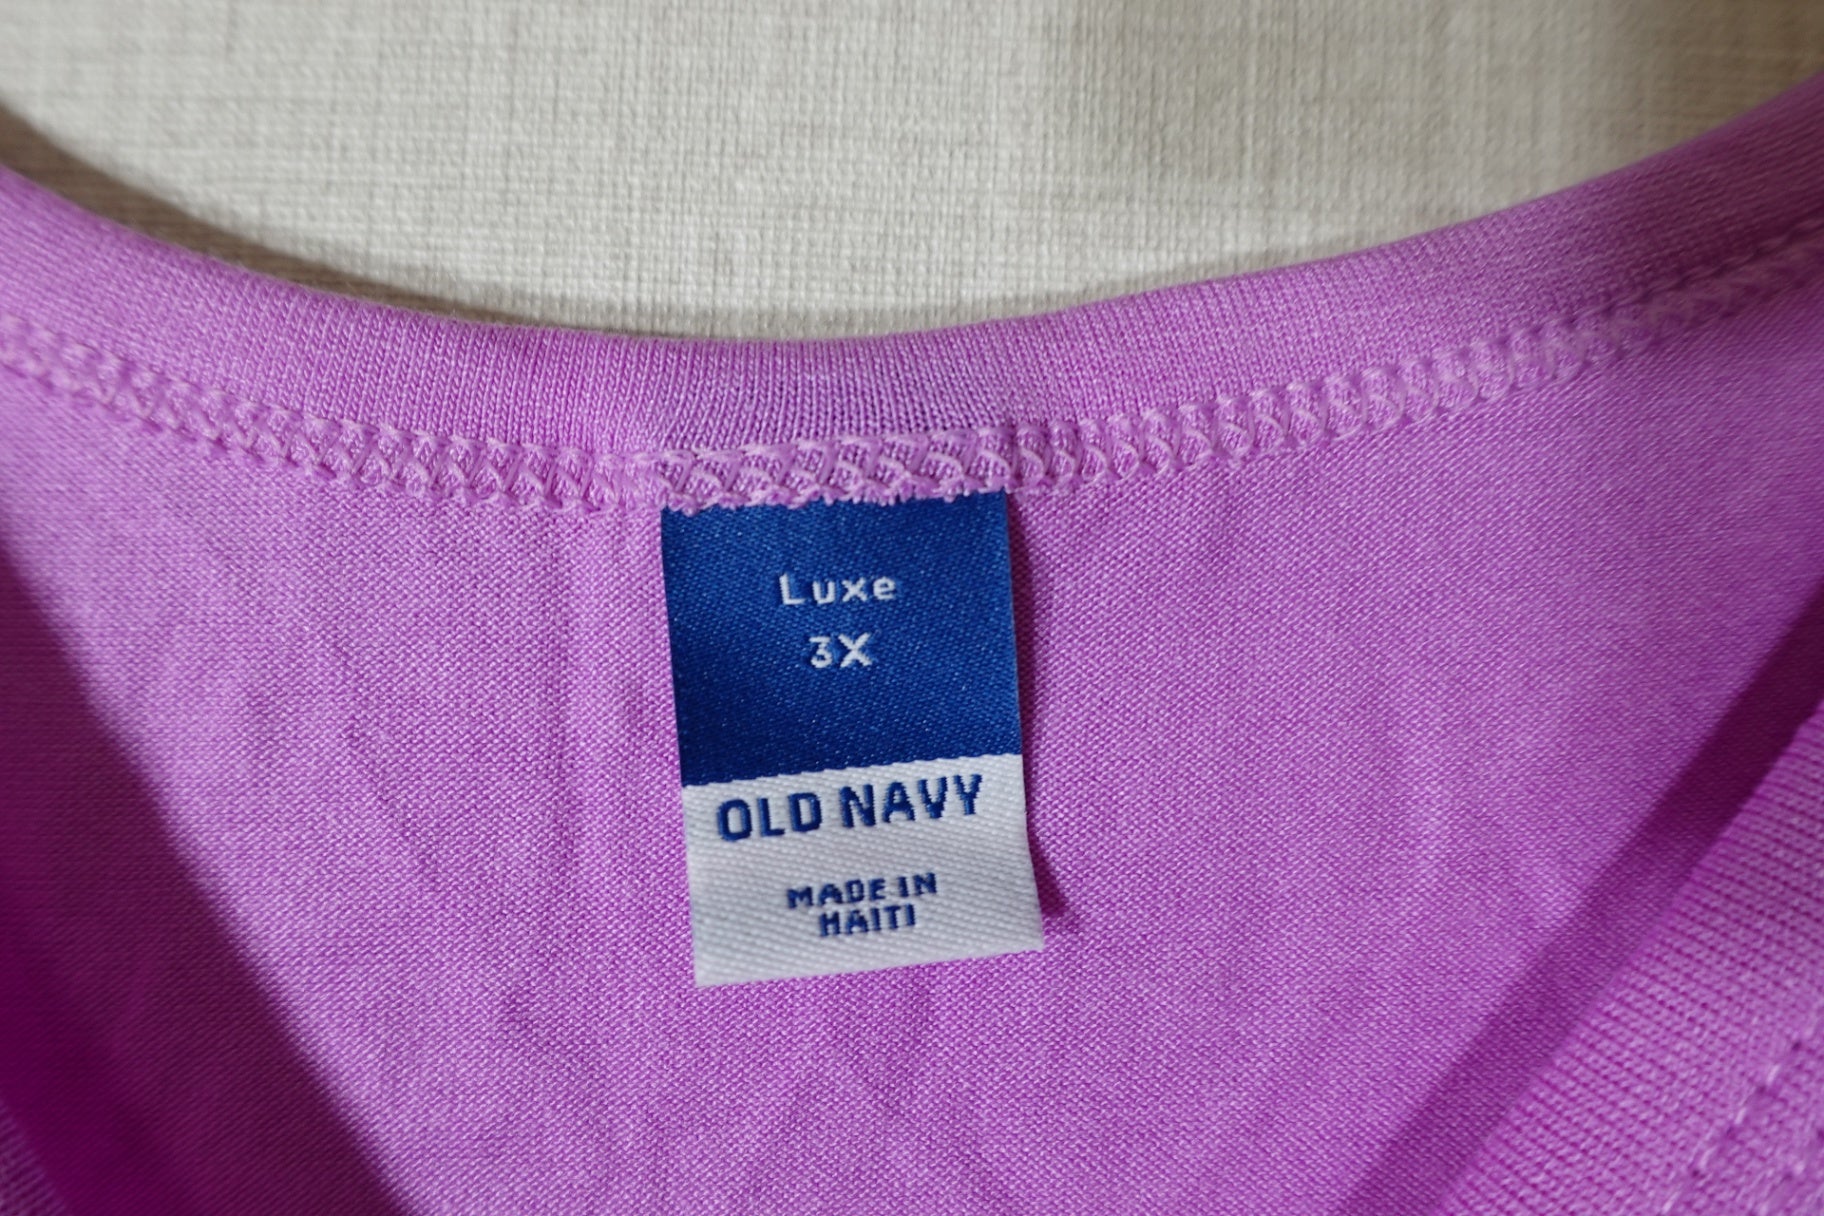 Luxe
3X
OLD NAVY
MADE IN
HAITI